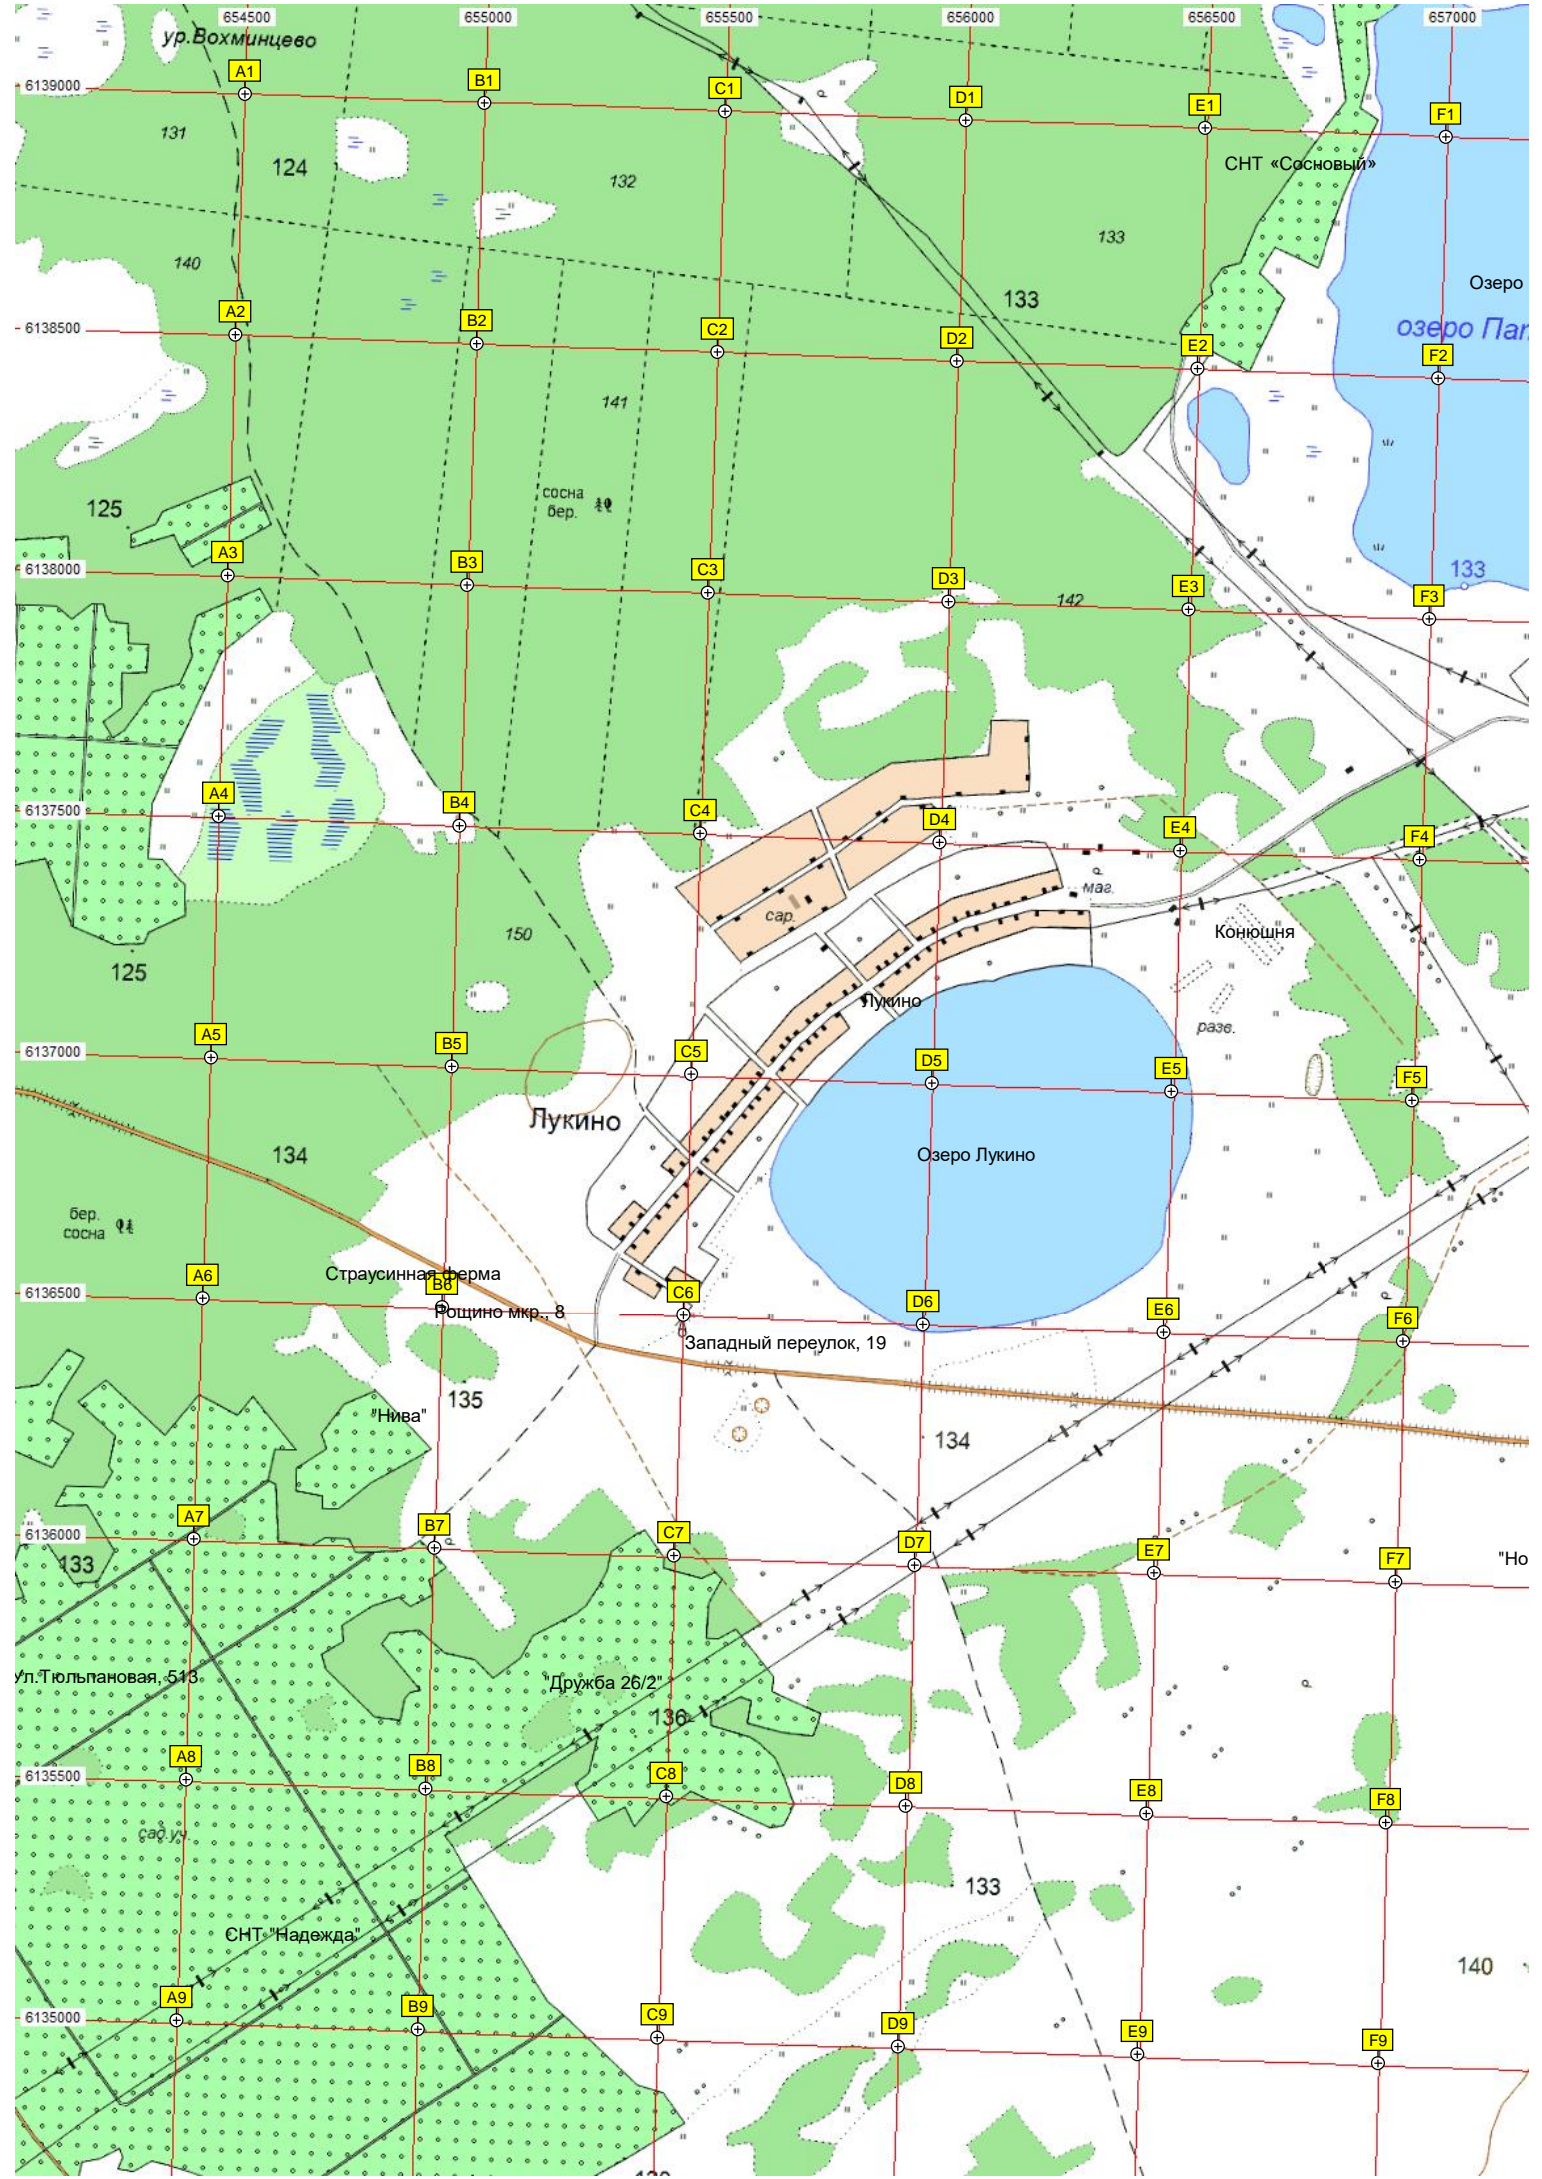 654500 655000 655500 656000 656500 657000
ур.Вохминцево
A1 B1 C1 D1 E1 F1
6139000
131
124
132
СНТ «Сосновый»
133
140
133
Озеро
A2 B2 C2 D2 E2 F2
6138500
озеро
141
сосна
бер.
125
A3 B3 C3 D3 E3 F3
6138000
133
142
A4 B4 C4 D4 E4 F4
6137500
маг.
сар.
150
Конюшня
125
Лукино
разв.
A5 B5 C5 D5 E5 F5
6137000
Лукино
134
Озеро Лукино
бер.
сосна
Страусинная ферма
A6 B6 C6 D6 E6 F6
6136500
Рощино мкр., 8
Западный переулок, 19
135
"Нива"
134
A7 B7 C7 D7 E7 F7
6136000
133
"Но
Ул.Тюльпановая, 513
"Дружба 26/2"
136
A8 B8 C8 D8 E8 F8
6135500
сад.уч.
133
СНТ "Надежда"
140
A9 B9 C9 D9 E9 F9
6135000